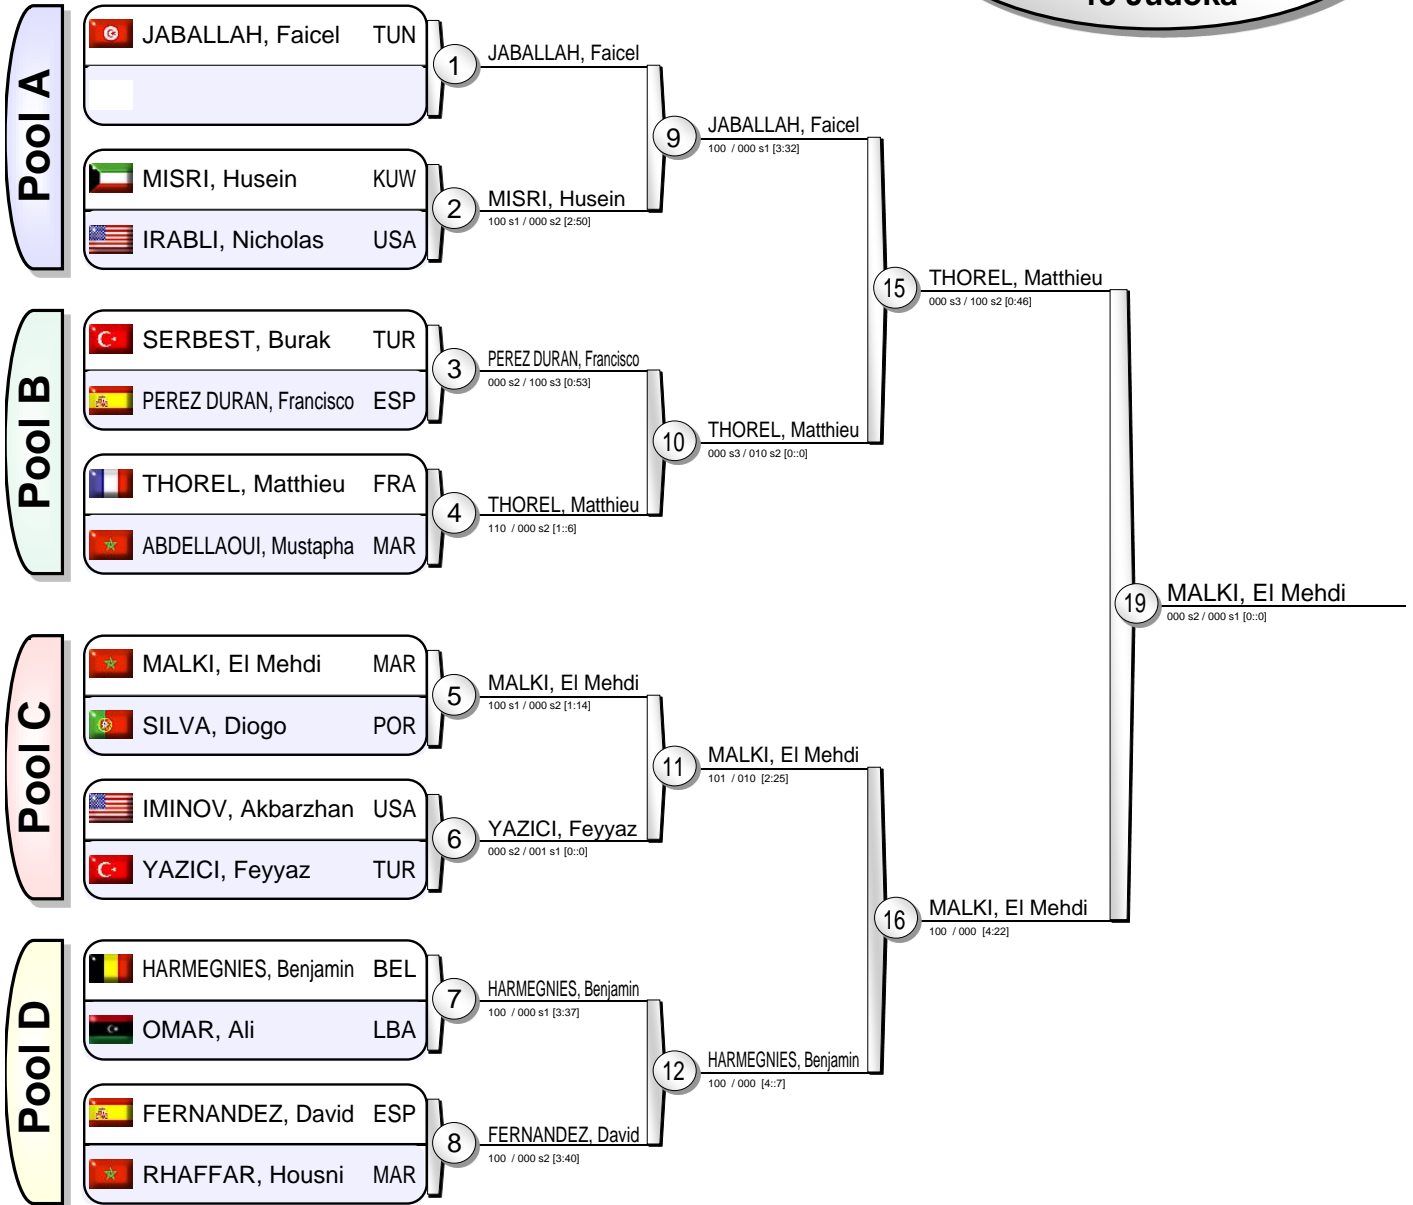 Pool A
JABALLAH, Faicel TUN
MISRI, Husein KUW
IRABLI, Nicholas USA
Pool B
SERBEST, Burak TUR
PEREZ DURAN, Francisco ESP
THOREL, Matthieu FRA
ABDELLAOUI, Mustapha MAR
Pool C
MALKI, El Mehdi MAR
SILVA, Diogo POR
IMINOV, Akbarzhan USA
YAZICI, Feyyaz TUR
Pool D
HARMEGNIES, Benjamin BEL
OMAR, Ali LBA
FERNANDEZ, David ESP
RHAFFAR, Housni MAR
1
JABALLAH, Faicel
2
MISRI, Husein
100 s1 / 000 s2 [2:50]
3
PEREZ DURAN, Francisco
000 s2 / 100 s3 [0:53]
4
THOREL, Matthieu
110 / 000 s2 [1::6]
5
MALKI, El Mehdi
100 s1 / 000 s2 [1:14]
6
YAZICI, Feyyaz
000 s2 / 001 s1 [0::0]
7
HARMEGNIES, Benjamin
100 / 000 s1 [3:37]
8
FERNANDEZ, David
100 / 000 s2 [3:40]
9
JABALLAH, Faicel
100 / 000 s1 [3:32]
10
THOREL, Matthieu
000 s3 / 010 s2 [0::0]
11
MALKI, El Mehdi
101 / 010 [2:25]
12
HARMEGNIES, Benjamin
100 / 000 [4::7]
15
THOREL, Matthieu
000 s3 / 100 s2 [0:46]
16
MALKI, El Mehdi
100 / 000 [4:22]
19
MALKI, El Mehdi
000 s2 / 000 s1 [0::0]